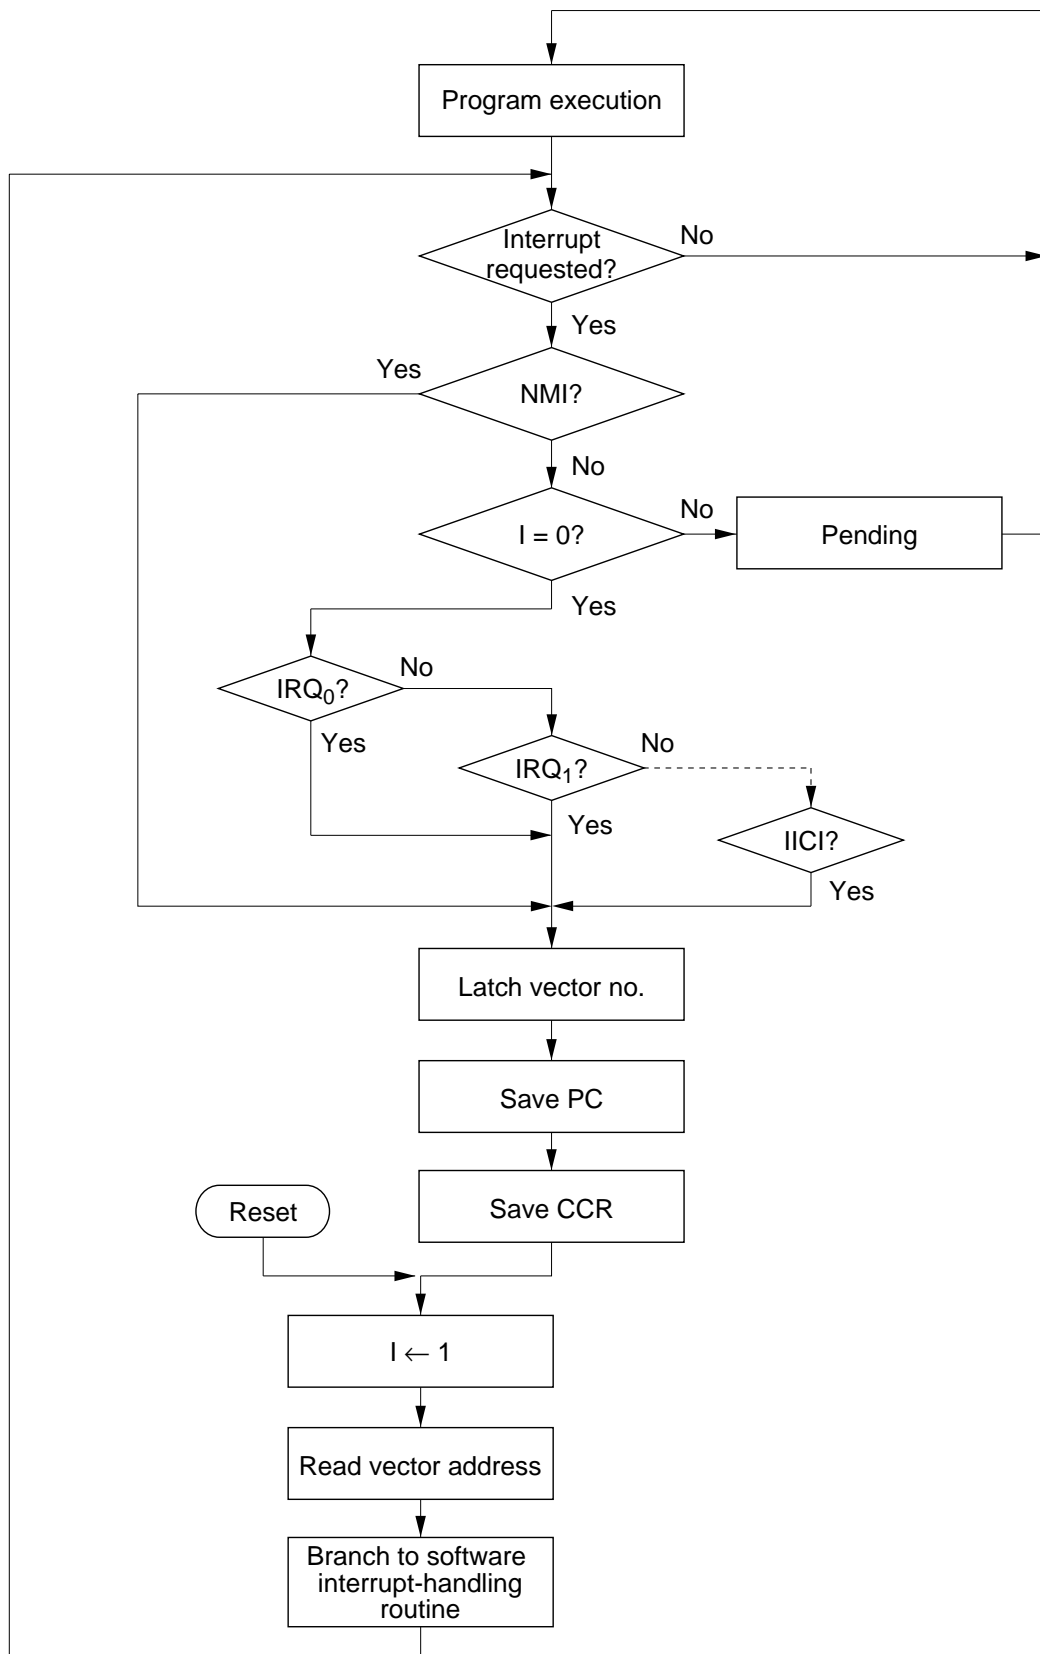 Program execution
Interrupt
requested?
No
Yes
Yes
NMI?
No
I = 0?
No
Pending
Yes
IRQ0?
No
Yes
IRQ1?
No
Yes
IICI?
Yes
Latch vector no.
Save PC
Save CCR
Reset
I ← 1
Read vector address
Branch to software
interrupt-handling
routine